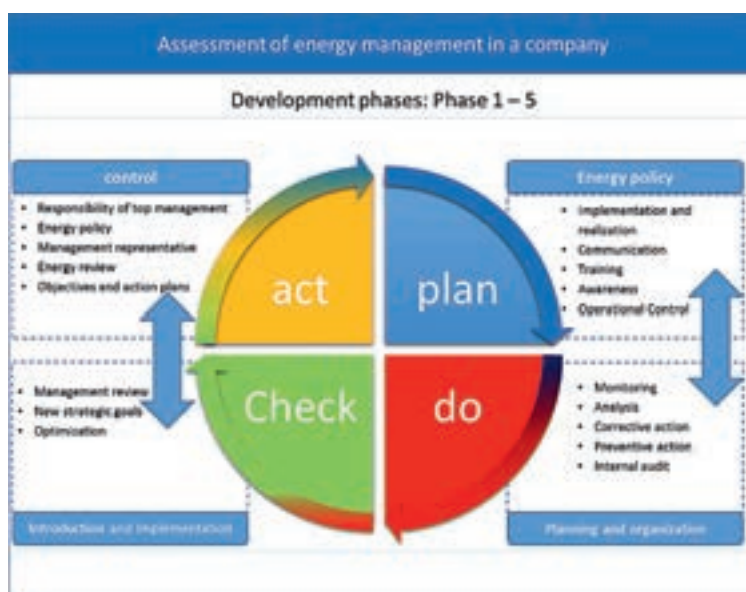 Assessment of energy management in a company
Development phases: Phase 1 – 5
control
• Responsibility of top management
• Energy policy
• Management representative
• Energy review
• Objectives and action plans
Energy policy
• Implementation and
realization
• Communication
• Training
• Awareness
• Operational Control
act
plan
Check
do
• Management review
• New strategic goals
• Optimization
Introduction and implementation
• Monitoring
• Analysis
• Corrective action
• Preventive action
• Internal audit
Planning and organization